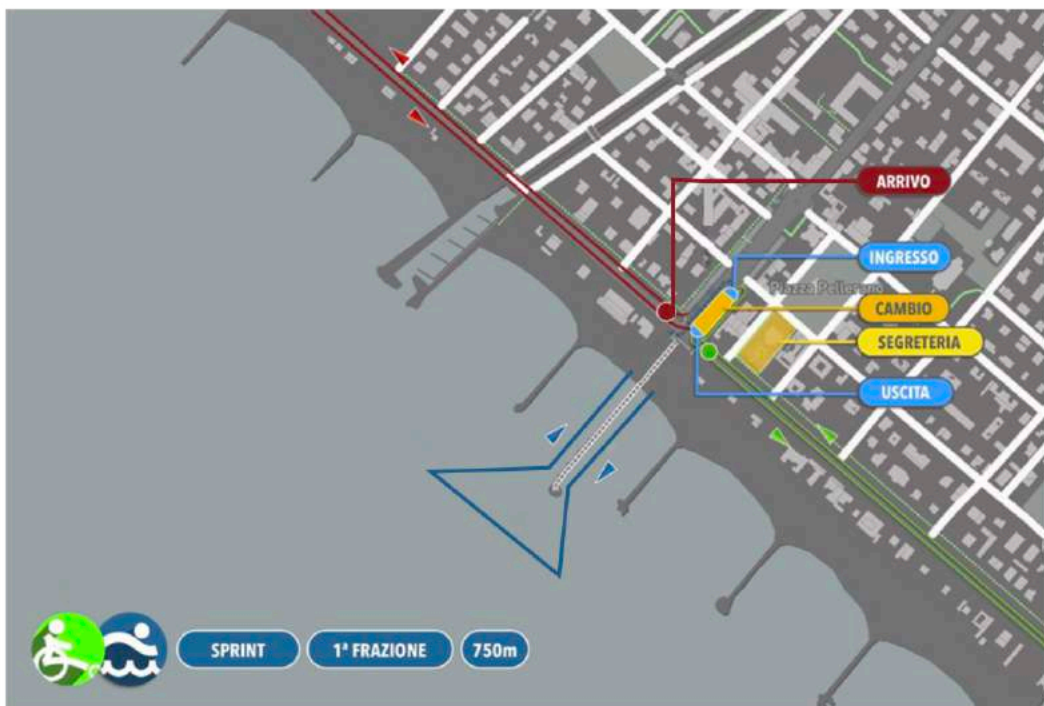 ARRIVO
INGRESSO
Piazza Pellerano
CAMBIO
SEGRETERIA
USCITA
SPRINT
1ª FRAZIONE
750m